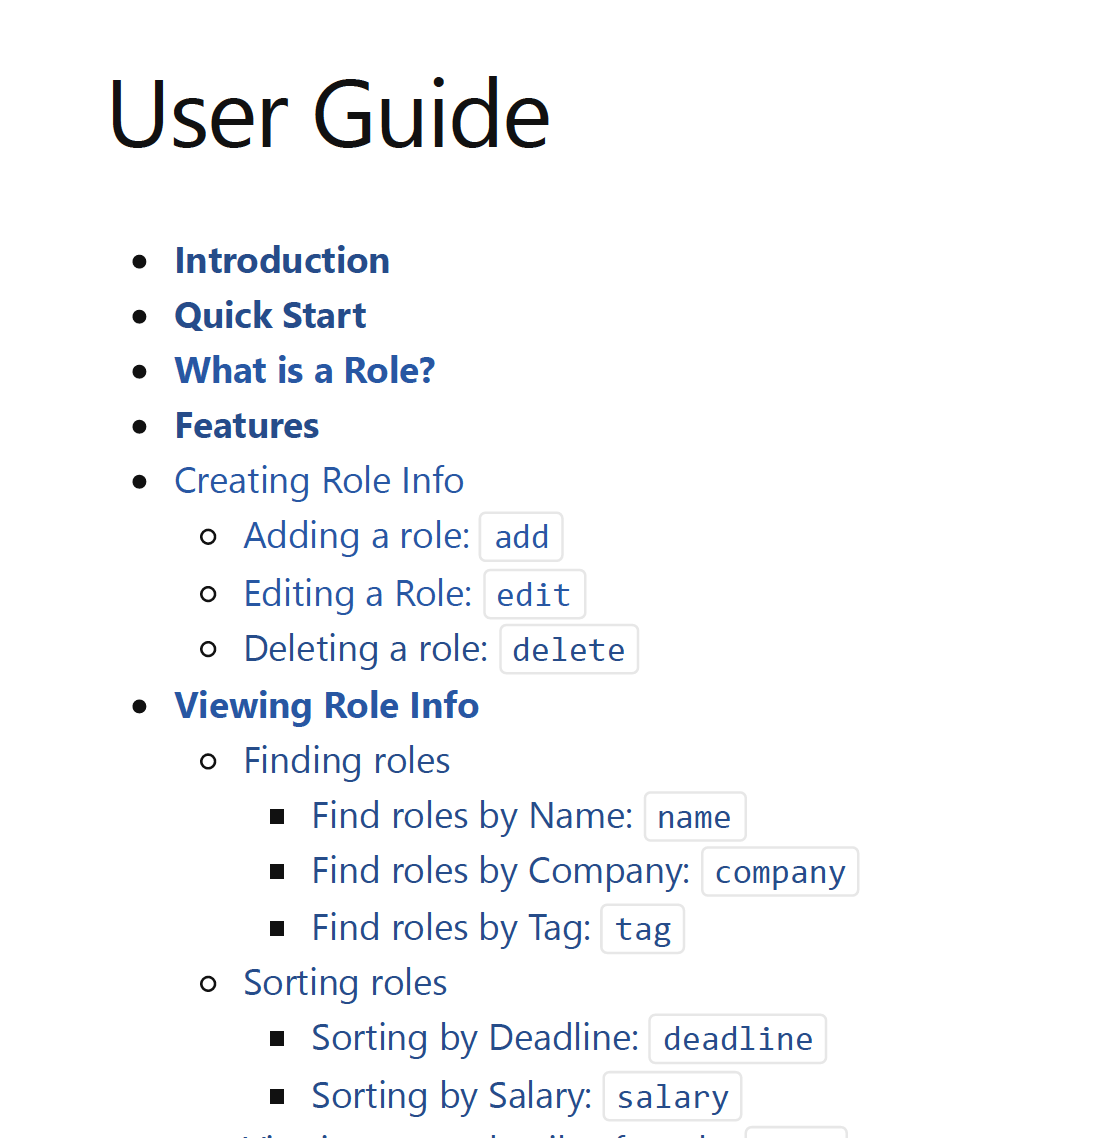 User Guide
Introduction
Quick Start
What is a Role?
Features
Creating Role Info
Adding a role: add
Editing a Role: edit
Deleting a role: delete
Viewing Role Info
Finding roles
Find roles by Name: name
Find roles by Company: company
Find roles by Tag: tag
Sorting roles
Sorting by Deadline: deadline
Sorting by Salary: salary